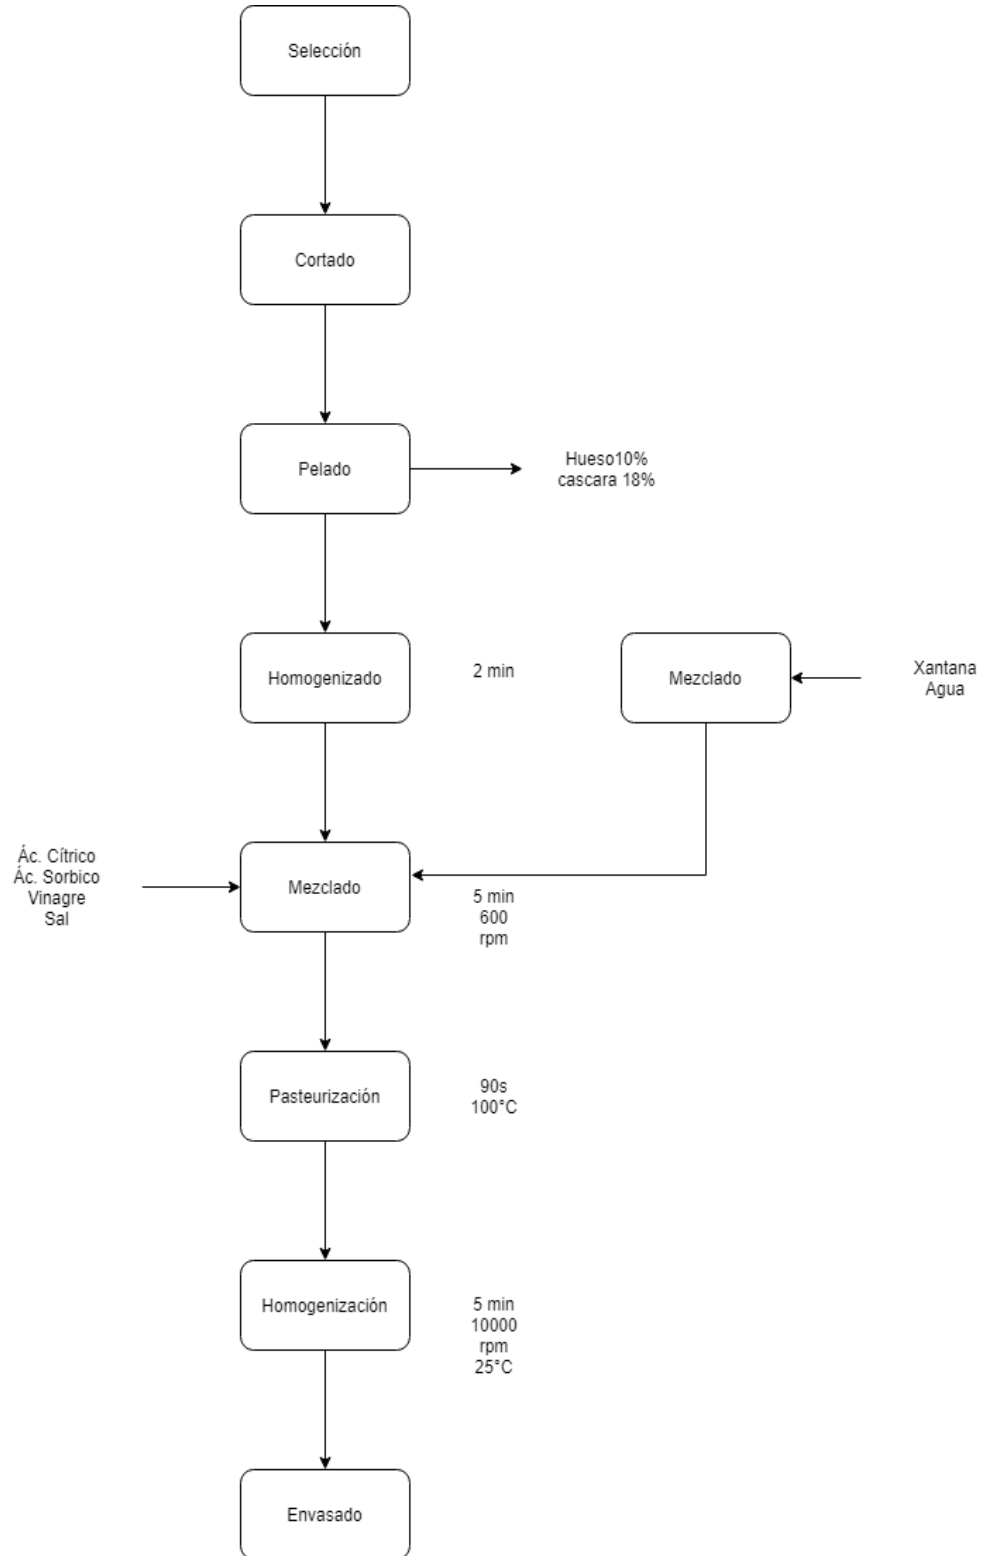 Selección
Cortado
Pelado
Hueso10%
cascara 18%
Homogenizado
2 min
Mezclado
Xantana
Agua
Ác. Cítrico
Ác. Sorbico
Vinagre
Sal
Mezclado
5 min
600
rpm
Pasteurización
90s
100°C
Homogenización
5 min
10000
rpm
25°C
Envasado